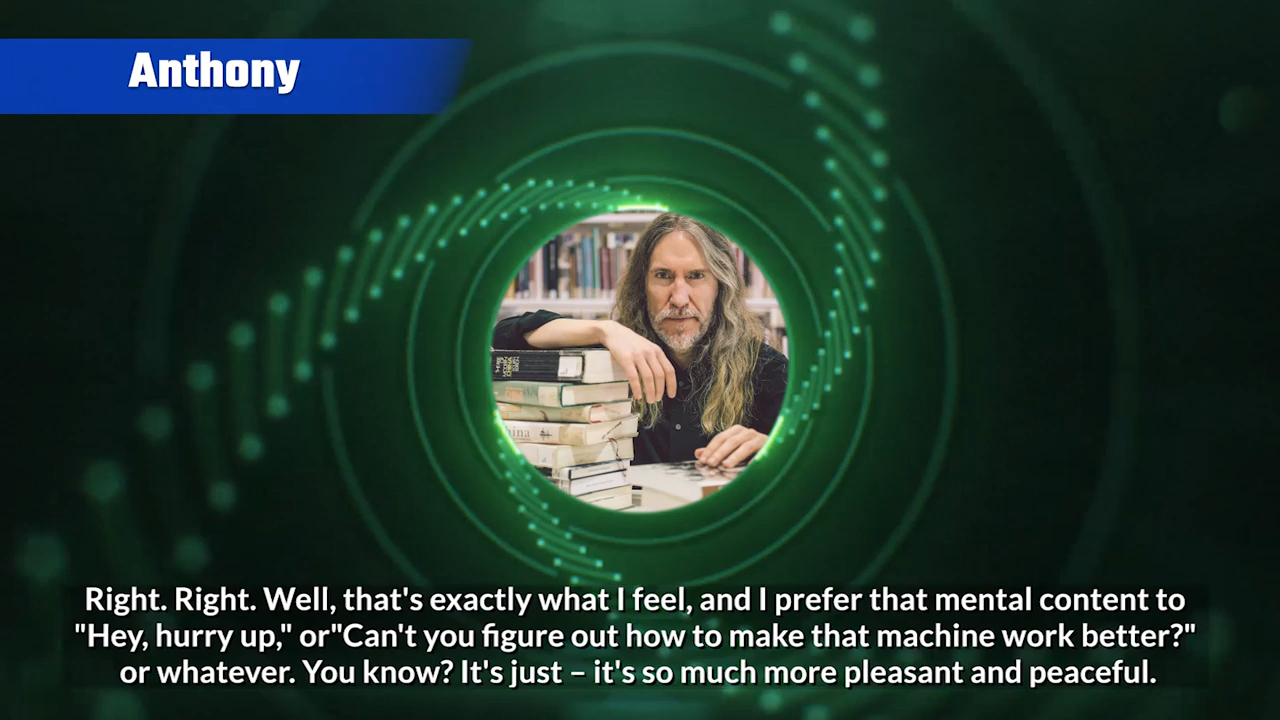 Anthony
china
Right. Right. Well, that's exactly what I feel, and I prefer that mental content to
"Hey, hurry up," or"Can't you figure out how to make that machine work better?"
or whatever. You know? It's just – it's so much more pleasant and peaceful.